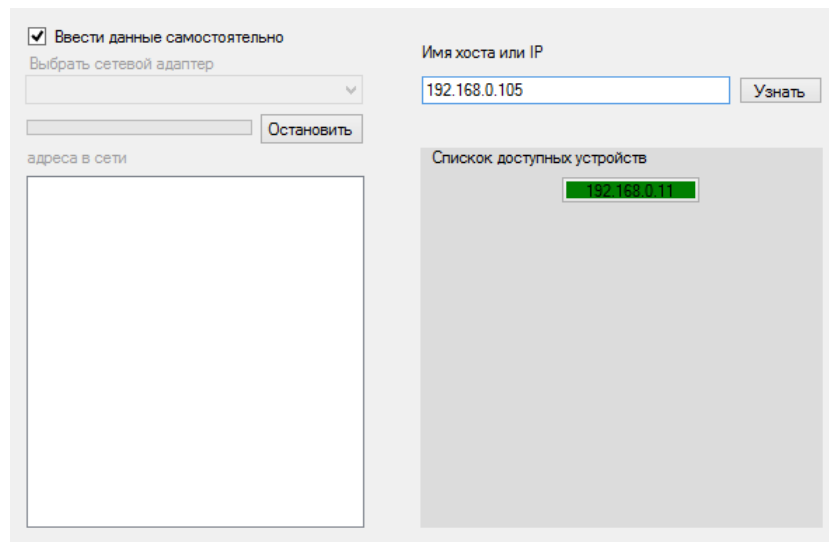 Ввести данные самостоятельно
Выбрать сетевой адаптер
Остановить
адреса в сети
Имя хоста или IP
192.168.0.105
Узнать
Спискок доступных устройств
192.168.0.11